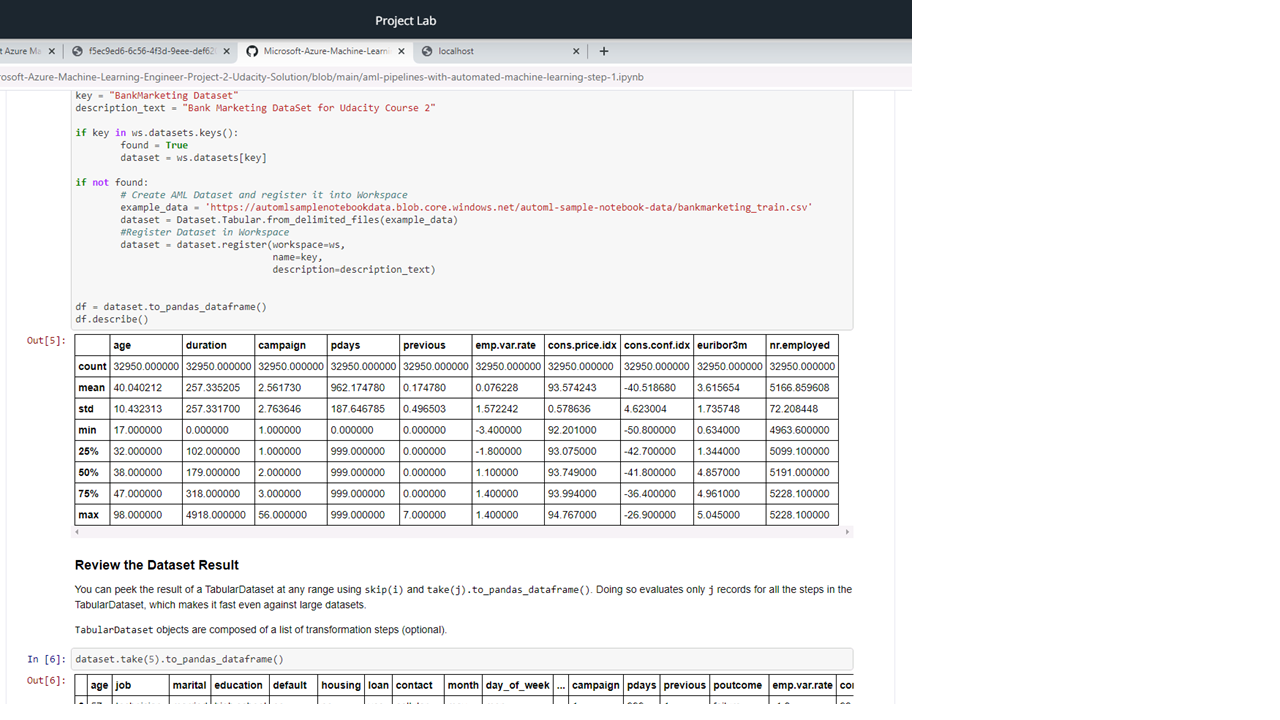 Project Lab
t Azure Ma
f5ec9ed6-6c56-4f3d-9eee-def62
Microsoft-Azure-Machine-Learn
localhost
rosoft-Azure-Machine-Learning-Engineer-Project-2-Udacity-Solution/blob/main/aml-pipelines-with-automated-machine-learning-step-1.ipynb
key = "BankMarketing Dataset"
description_text = "Bank Marketing DataSet for Udacity Course 2"
if key in ws.datasets.keys():
found = True
dataset = ws.datasets[key]
if not found:
# Create AML Dataset and register it into Workspace
example_data = 'https://automlsamplenotebookdata.blob.core.windows.net/automl-sample-notebook-data/bankmarketing_train.csv'
dataset = Dataset.Tabular.from_delimited_files(example_data)
#Register Dataset in Workspace
dataset = dataset.register(workspace=ws,
name=key,
description=description_text)
df = dataset.to_pandas_dataframe()
df.describe()
Out[5]:
age duration campaign pdays previous emp.var.rate cons.price.idx cons.conf.idx euribor3m nr.employed
count 32950.000000 32950.000000 32950.000000 32950.000000 32950.000000 32950.000000 32950.000000 32950.000000 32950.000000 32950.000000
mean 40.040212 257.335205 2.561730 962.174780 0.174780 0.076228 93.574243 -40.518680 3.615654 5166.859608
std 10.432313 257.331700 2.763646 187.646785 0.496503 1.572242 0.578636 4.623004 1.735748 72.208448
min 17.000000 0.000000 1.000000 0.000000 0.000000 -3.400000 92.201000 -50.800000 0.634000 4963.600000
25% 32.000000 102.000000 1.000000 999.000000 0.000000 -1.800000 93.075000 -42.700000 1.344000 5099.100000
50% 38.000000 179.000000 2.000000 999.000000 0.000000 1.100000 93.749000 -41.800000 4.857000 5191.000000
75% 47.000000 318.000000 3.000000 999.000000 0.000000 1.400000 93.994000 -36.400000 4.961000 5228.100000
max 98.000000 4918.000000 56.000000 999.000000 7.000000 1.400000 94.767000 -26.900000 5.045000 5228.100000
Review the Dataset Result
You can peek the result of a TabularDataset at any range using skip(i) and take(j).to_pandas_dataframe(). Doing so evaluates only j records for all the steps in the
TabularDataset, which makes it fast even against large datasets.
TabularDataset objects are composed of a list of transformation steps (optional).
In [6]: dataset.take(5).to_pandas_dataframe()
Out[6]:
age job marital education default housing loan contact month day_of_week ... campaign pdays previous poutcome emp.var.rate